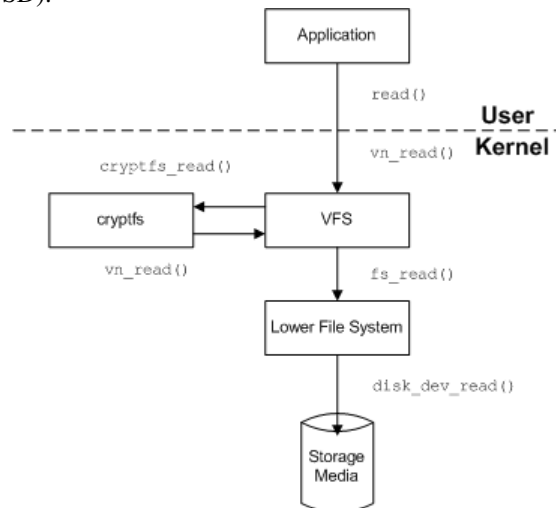 SD).
Application
read()
User
vn_read()
Kernel
cryptfs_read()
cryptfs
VFS
vn_read()
fs_read()
Lower File System
disk_dev_read()
Storage
Media